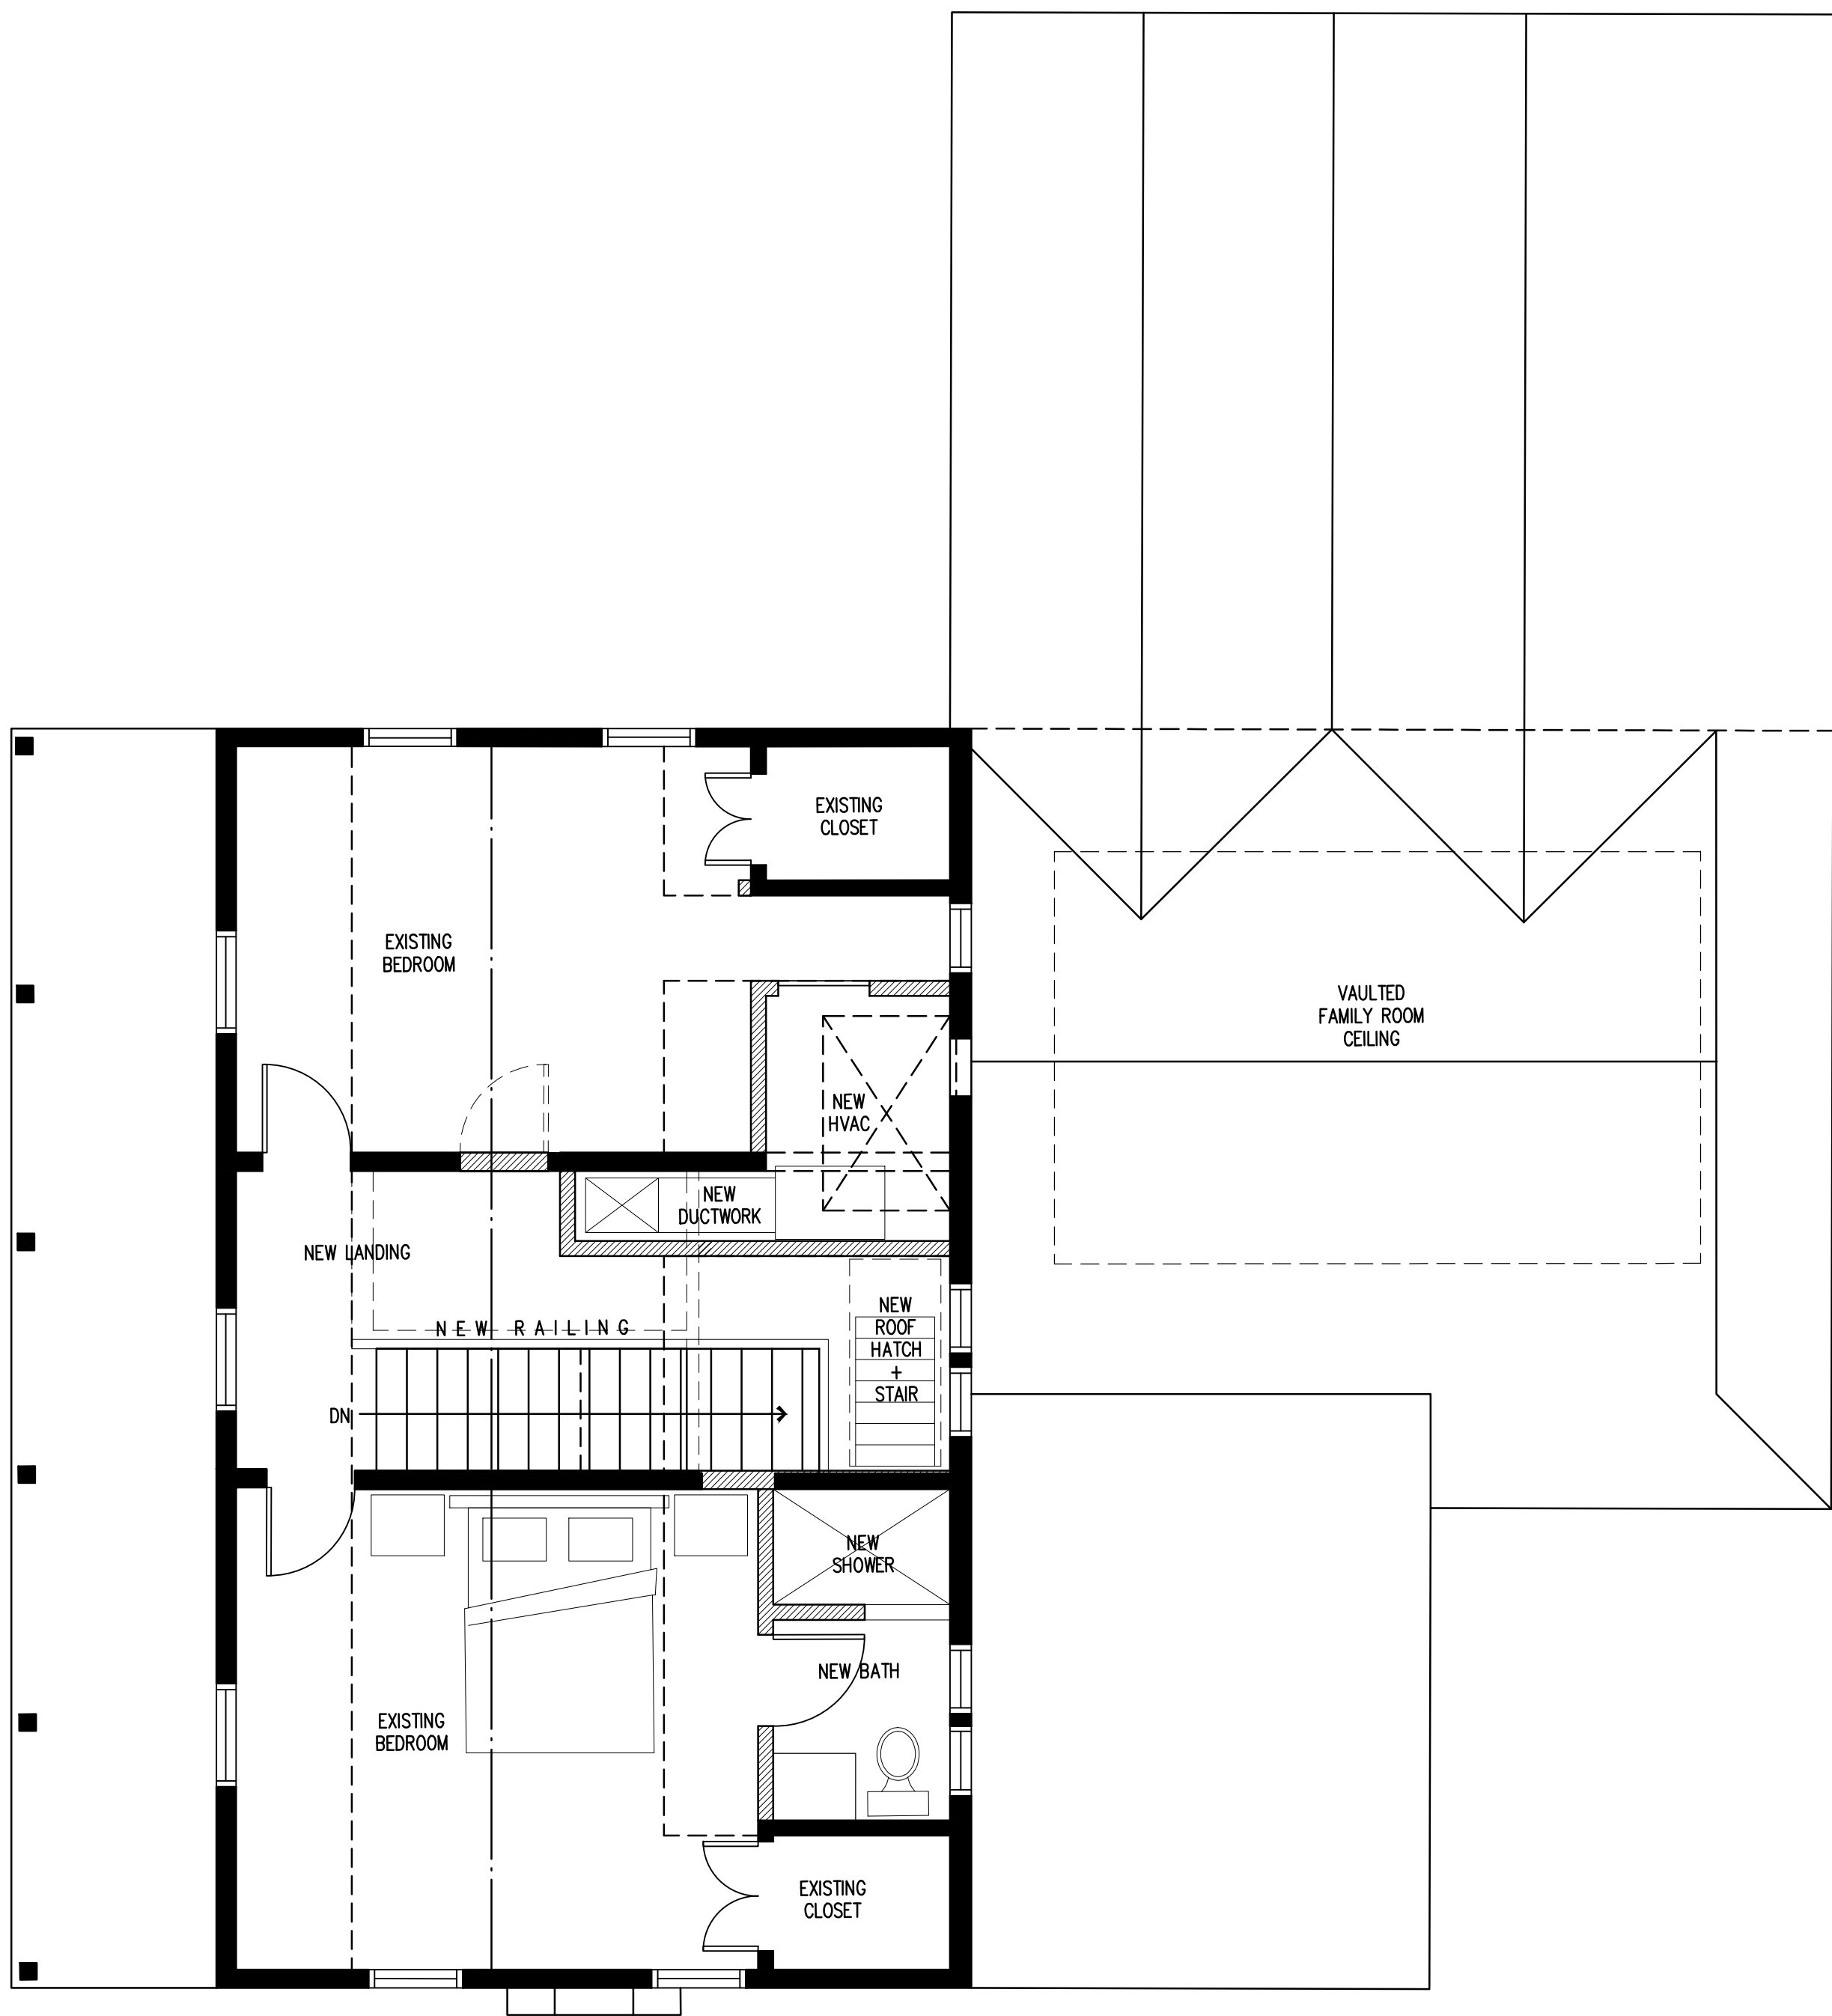 EXISTING
CLOSET
EXISTING
BEDROOM
VAULTED
FAMILY ROOM
CEILING
NEW
HVAC
NEW
DUCTWORK
NEW LANDING
NEW RAILING
NEW
ROOF
HATCH
+
STAIR
DN
NEW
SHOWER
NEW BATH
EXISTING
BEDROOM
EXISTING
CLOSET